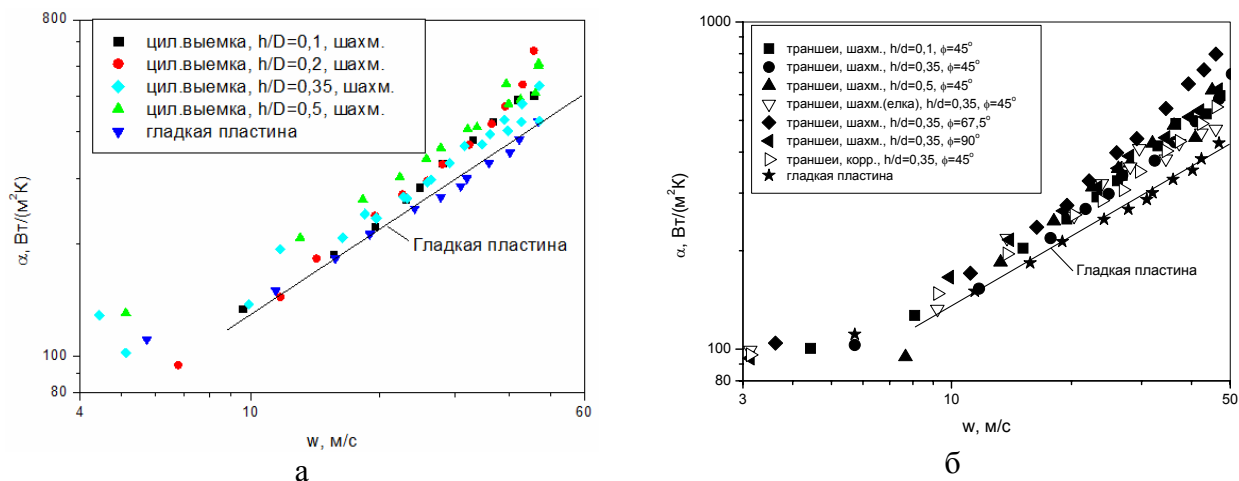 800
цил.выемка, h/D=0,1, шахм.
цил.выемка, h/D=0,2, шахм.
цил.выемка, h/D=0,35, шахм.
цил.выемка, h/D=0,5, шахм.
гладкая пластина
α, Вт/(м²К)
Гладкая пластина
100
80
4
10
60
w, м/с
а
1000
траншеи, шахм., h/d=0,1, ϕ=45°
траншеи, шахм., h/d=0,35, ϕ=45°
траншеи, шахм., h/d=0,5, ϕ=45°
траншеи, шахм.(елка), h/d=0,35, ϕ=45°
траншеи, шахм., h/d=0,35, ϕ=67,5°
траншеи, шахм., h/d=0,35, ϕ=90°
траншеи, корр., h/d=0,35, ϕ=45°
гладкая пластина
α, Вт/(м²К)
Гладкая пластина
100
80
3
10
50
w, м/с
б